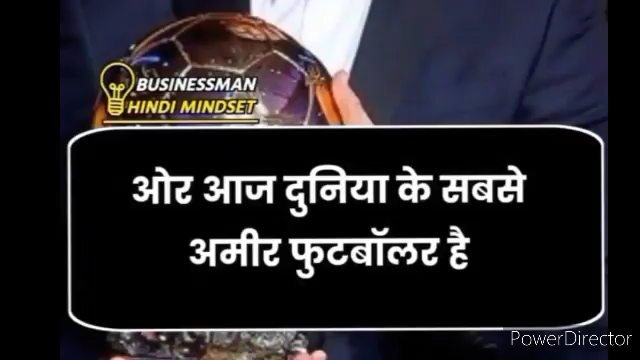 BUSINESSMAN
HINDI MINDSET
ओर आज दुनिया के सबसे
अमीर फुटबॉलर है
PowerDirector